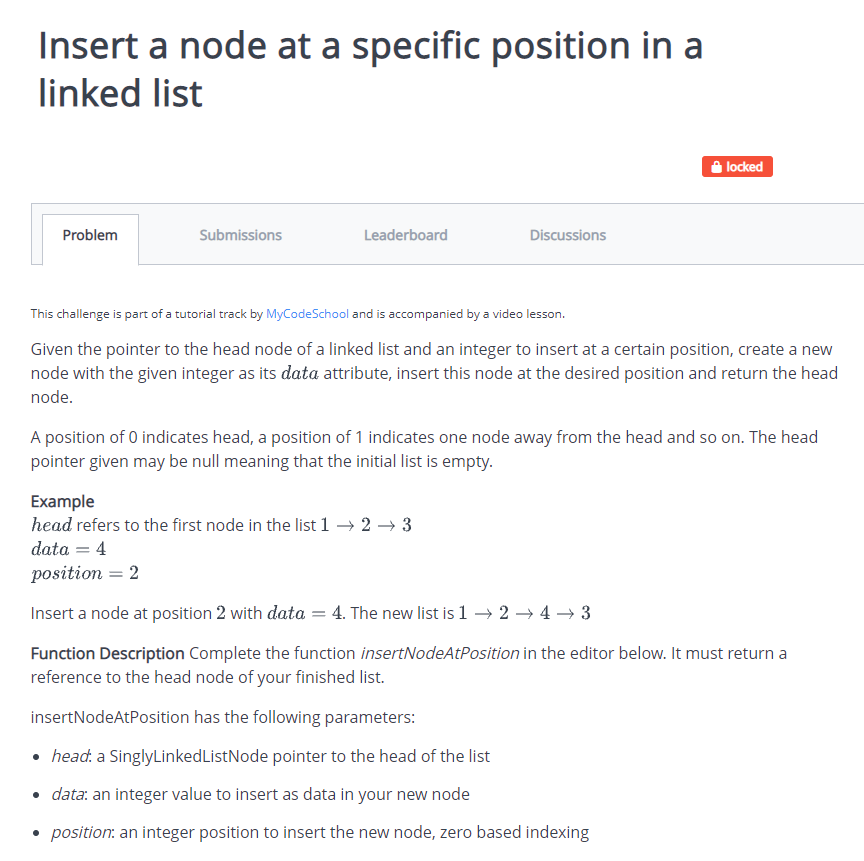 Insert a node at a specific position in a
linked list
locked
Problem Submissions Leaderboard Discussions
This challenge is part of a tutorial track by MyCodeSchool and is accompanied by a video lesson.
Given the pointer to the head node of a linked list and an integer to insert at a certain position, create a new
node with the given integer as its data attribute, insert this node at the desired position and return the head
node.
A position of 0 indicates head, a position of 1 indicates one node away from the head and so on. The head
pointer given may be null meaning that the initial list is empty.
Example
head refers to the first node in the list 1 → 2 → 3
data = 4
position = 2
Insert a node at position 2 with data = 4. The new list is 1 → 2 → 4 → 3
Function Description Complete the function insertNodeAtPosition in the editor below. It must return a
reference to the head node of your finished list.
insertNodeAtPosition has the following parameters:
• head: a SinglyLinkedListNode pointer to the head of the list
• data: an integer value to insert as data in your new node
• position: an integer position to insert the new node, zero based indexing